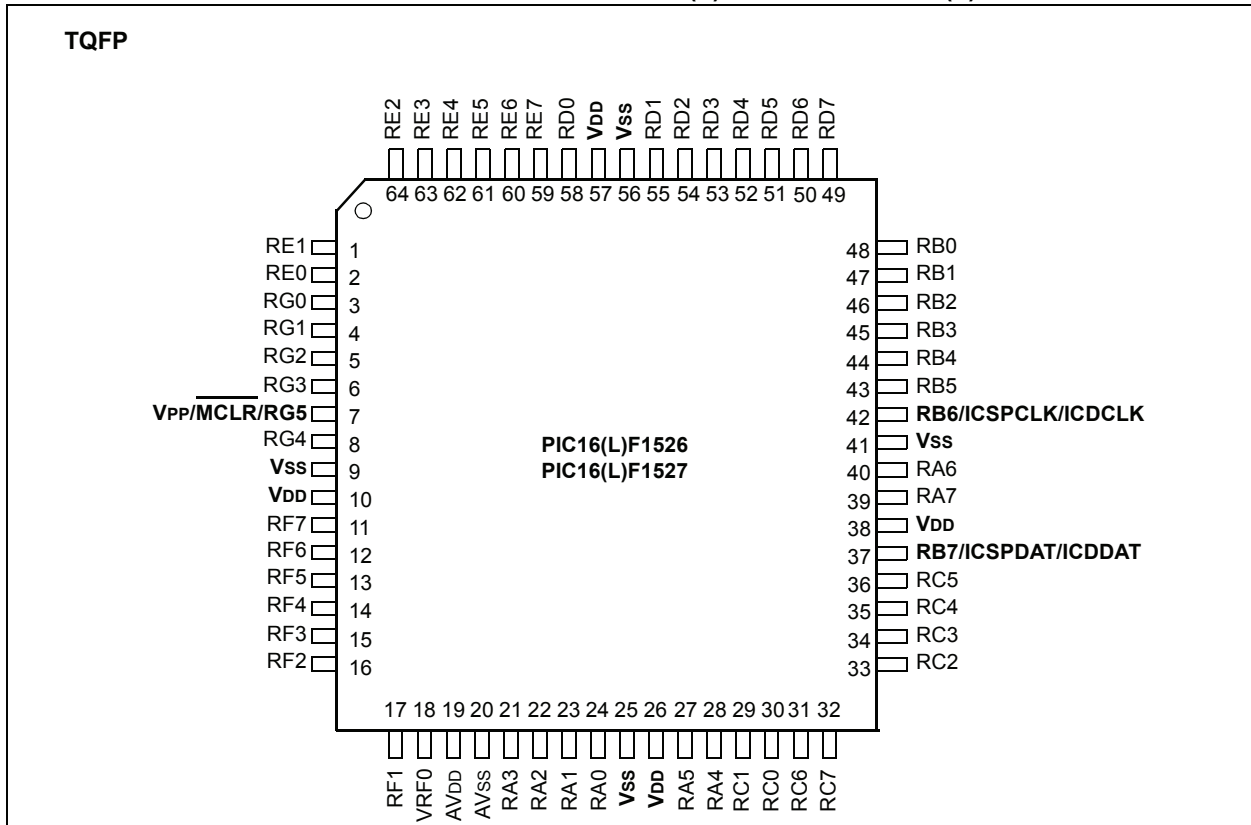 TQFP
RE2
RE3
RE4
RE5
RE6
RE7
RD0
VDD
VSS
RD1
RD2
RD3
RD4
RD5
RD6
RD7
64 63 62 61 60 59 58 57 56 55 54 53 52 51 50 49
RE1 1
RE0 2
RG0 3
RG1 4
RG2 5
RG3 6
VPP/MCLR/RG5 7
RG4 8
VSS 9
VDD 10
RF7 11
RF6 12
RF5 13
RF4 14
RF3 15
RF2 16
PIC16(L)F1526
PIC16(L)F1527
48 RB0
47 RB1
46 RB2
45 RB3
44 RB4
43 RB5
42 RB6/ICSPCLK/ICDCLK
41 VSS
40 RA6
39 RA7
38 VDD
37 RB7/ICSPDAT/ICDDAT
36 RC5
35 RC4
34 RC3
33 RC2
17 18 19 20 21 22 23 24 25 26 27 28 29 30 31 32
RF1
VRF0
AVDD
AVSS
RA3
RA2
RA1
RA0
VSS
VDD
RA5
RA4
RC1
RC0
RC6
RC7